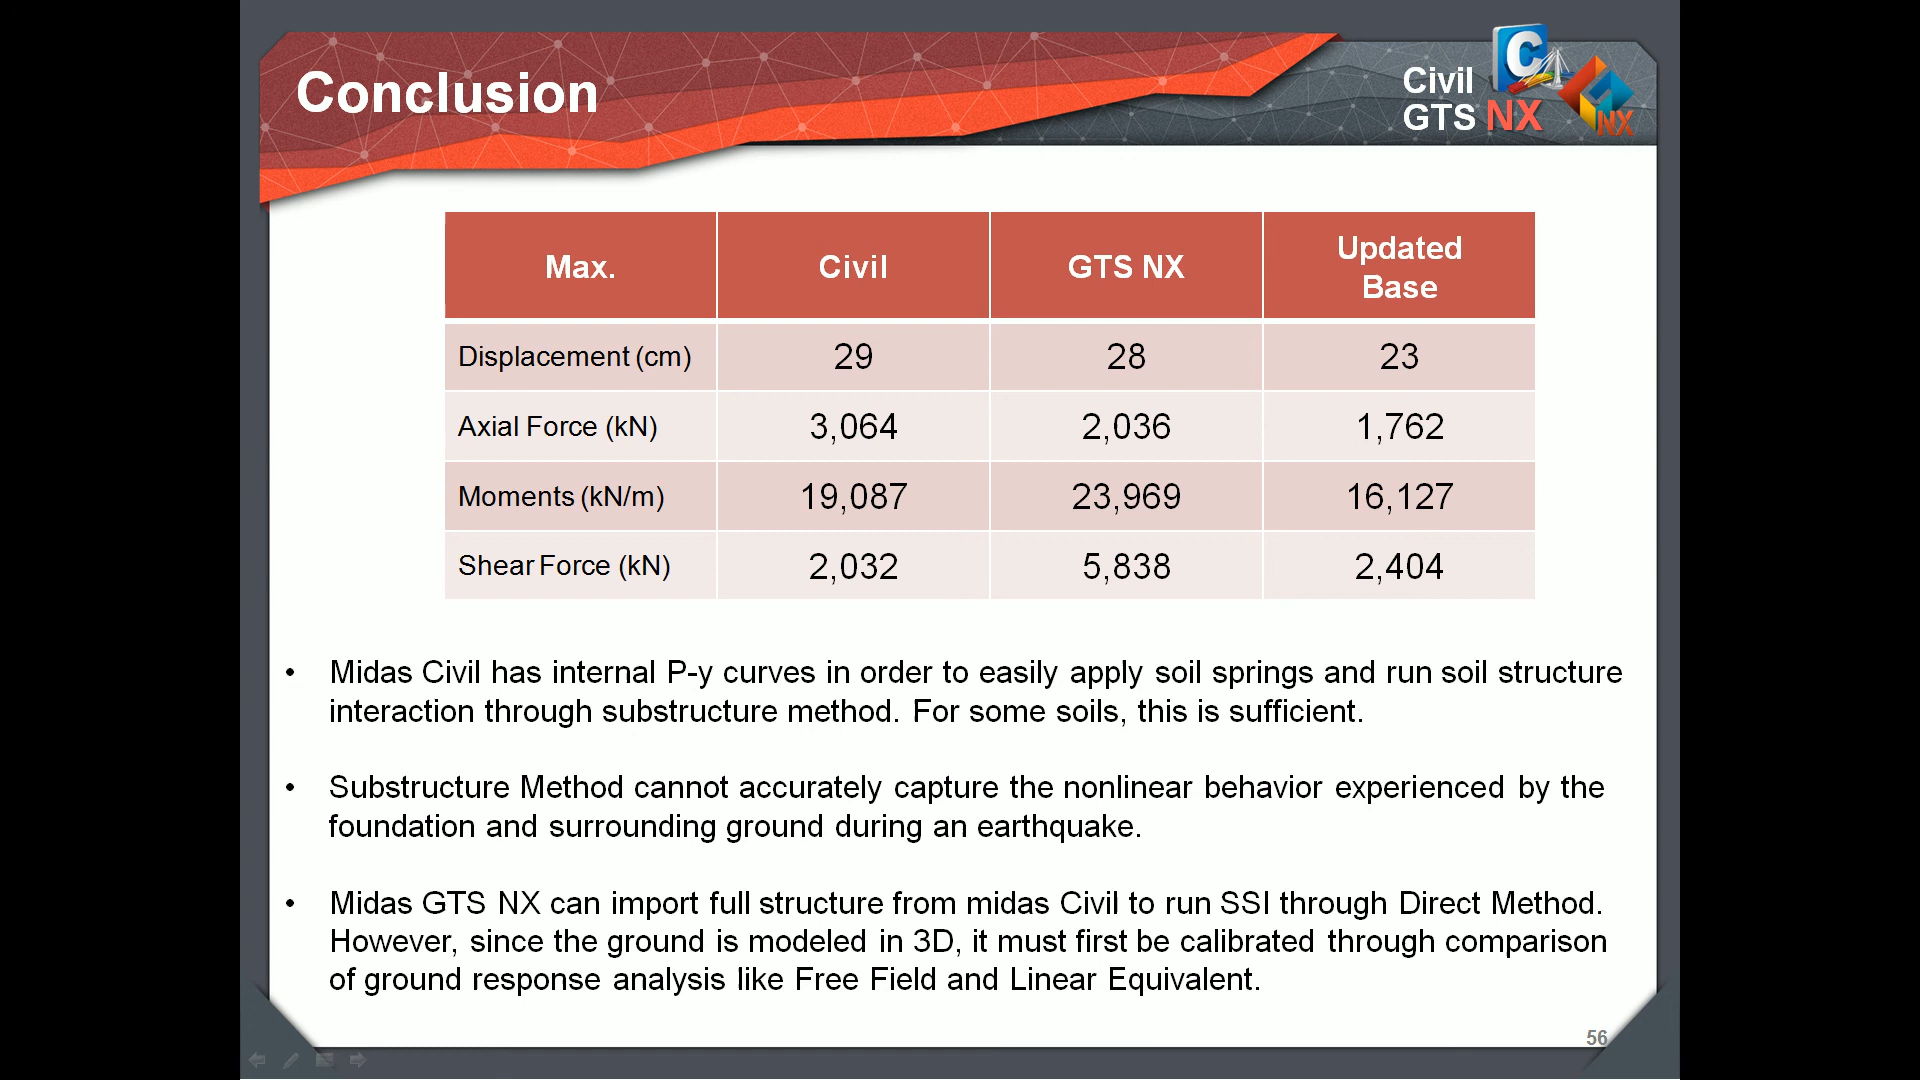 Conclusion
Civil
GTS NX
C
NX
Max. Civil GTS NX Updated Base
Displacement (cm) 29 28 23
Axial Force (kN) 3,064 2,036 1,762
Moments (kN/m) 19,087 23,969 16,127
Shear Force (kN) 2,032 5,838 2,404
• Midas Civil has internal P-y curves in order to easily apply soil springs and run soil structure
interaction through substructure method. For some soils, this is sufficient.
• Substructure Method cannot accurately capture the nonlinear behavior experienced by the
foundation and surrounding ground during an earthquake.
• Midas GTS NX can import full structure from midas Civil to run SSI through Direct Method.
However, since the ground is modeled in 3D, it must first be calibrated through comparison
of ground response analysis like Free Field and Linear Equivalent.
56